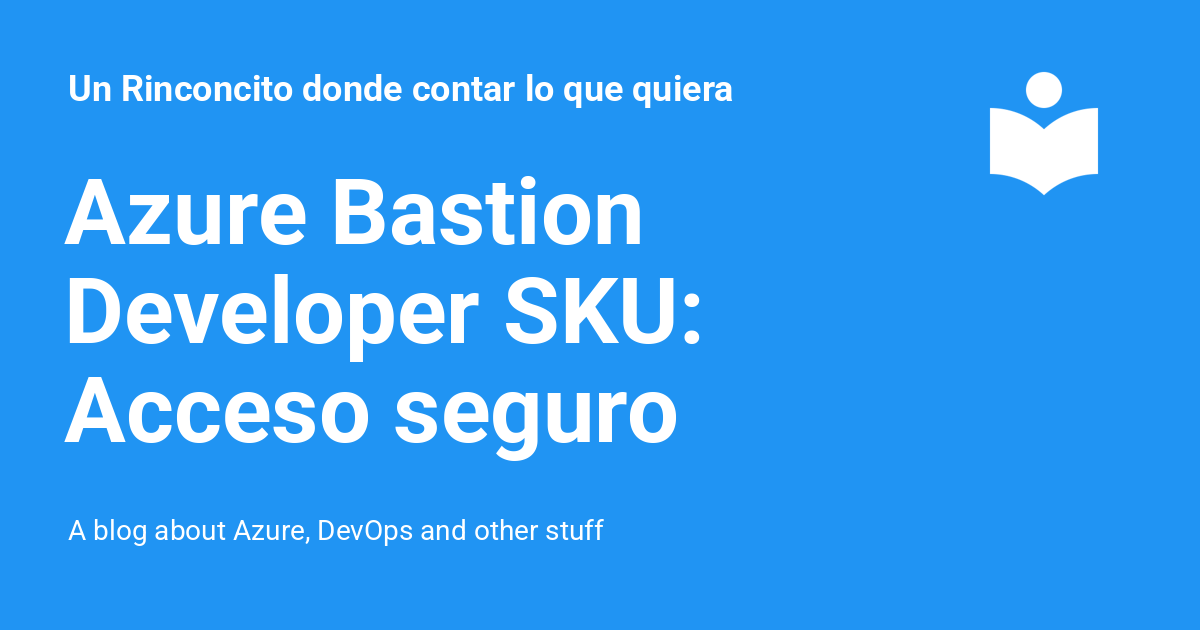 Un Rinconcito donde contar lo que quiera
Azure Bastion
Developer SKU:
Acceso seguro
A blog about Azure, DevOps and other stuff